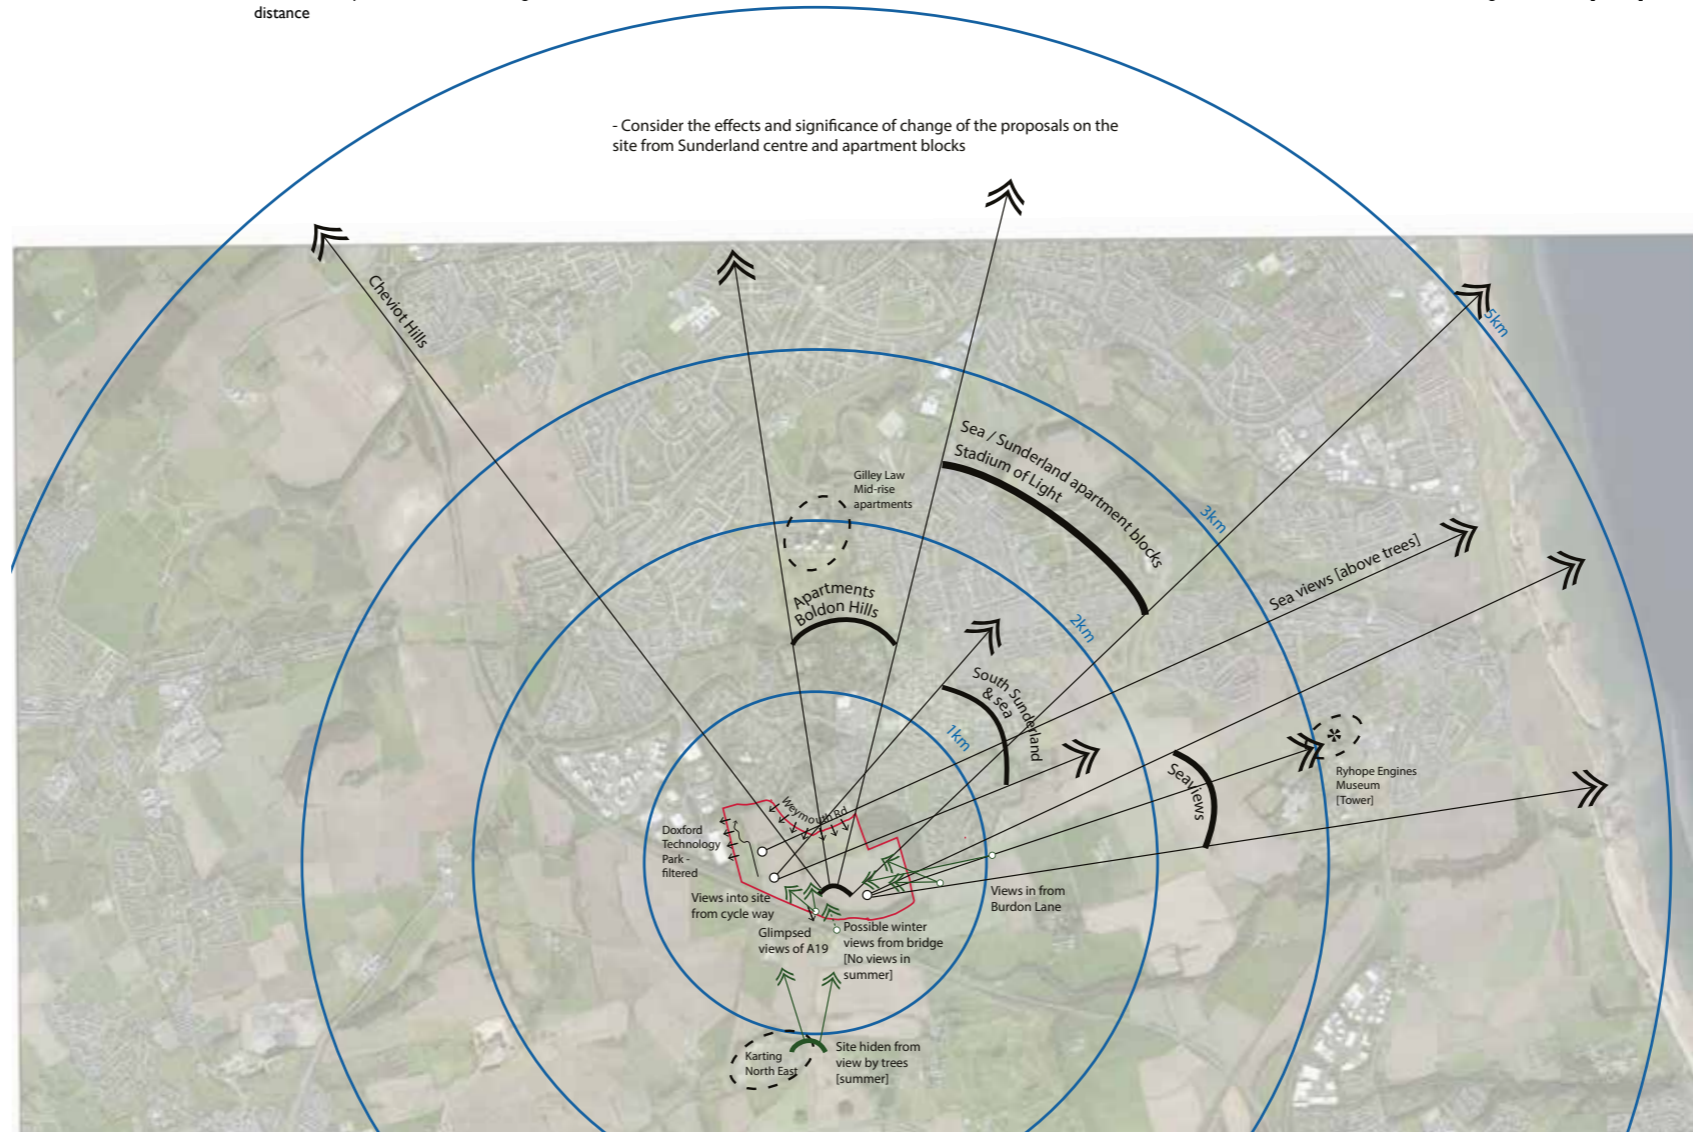 distance
- Consider the effects and significance of change of the proposals on the
site from Sunderland centre and apartment blocks
Cheviot Hills
5km
Sea / Sunderland apartment blocks
Stadium of Light
Gilley Law
Mid-rise
apartments
3km
Sea views [above trees]
Apartments
Boldon Hills
2km
South Sunderland
& sea
1km
Seaviews
Ryhope Engines
Museum
[Tower]
Weymouth Rd
Doxford
Technology
Park -
filtered
Views into site
from cycle way
Views in from
Burdon Lane
Glimpsed
views of A19
Possible winter
views from bridge
[No views in
summer]
Karting
North East
Site hiden from
view by trees
[summer]